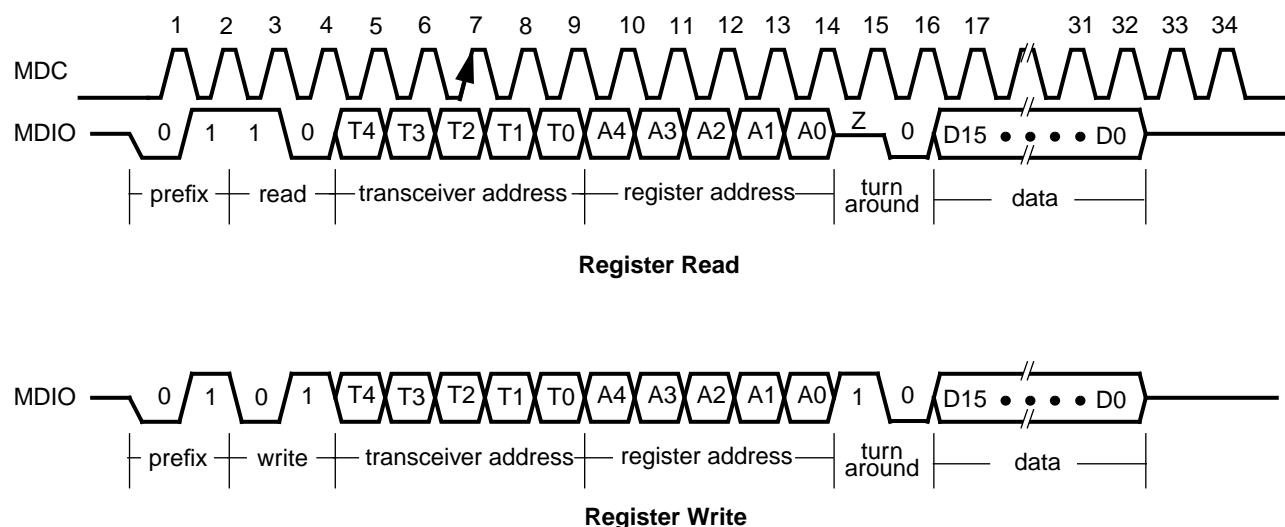 1 2 3 4 5 6 7 8 9 10 11 12 13 14 15 16 17 31 32 33 34
MDC
MDIO 0 1 1 0 T4 T3 T2 T1 T0 A4 A3 A2 A1 A0 Z 0 D15 D0
prefix read transceiver address register address turn around data
Register Read
MDIO 0 1 0 1 T4 T3 T2 T1 T0 A4 A3 A2 A1 A0 1 0 D15 D0
prefix write transceiver address register address turn around data
Register Write